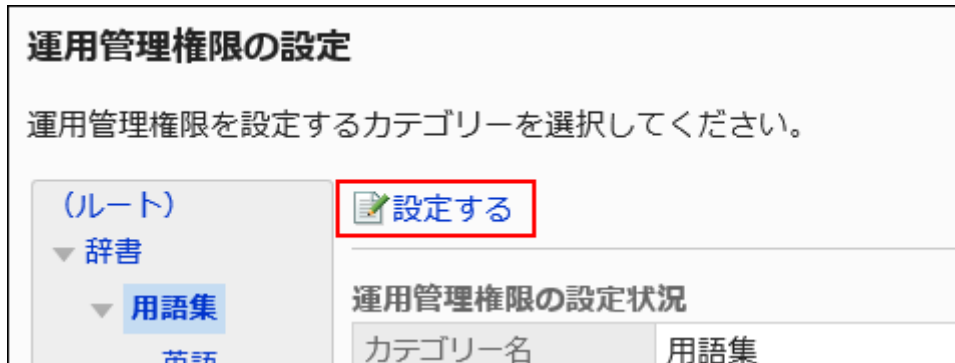 運用管理権限の設定
運用管理権限を設定するカテゴリーを選択してください。
（ルート）
設定する
辞書
用語集
運用管理権限の設定状況
カテゴリー名 用語集
英語